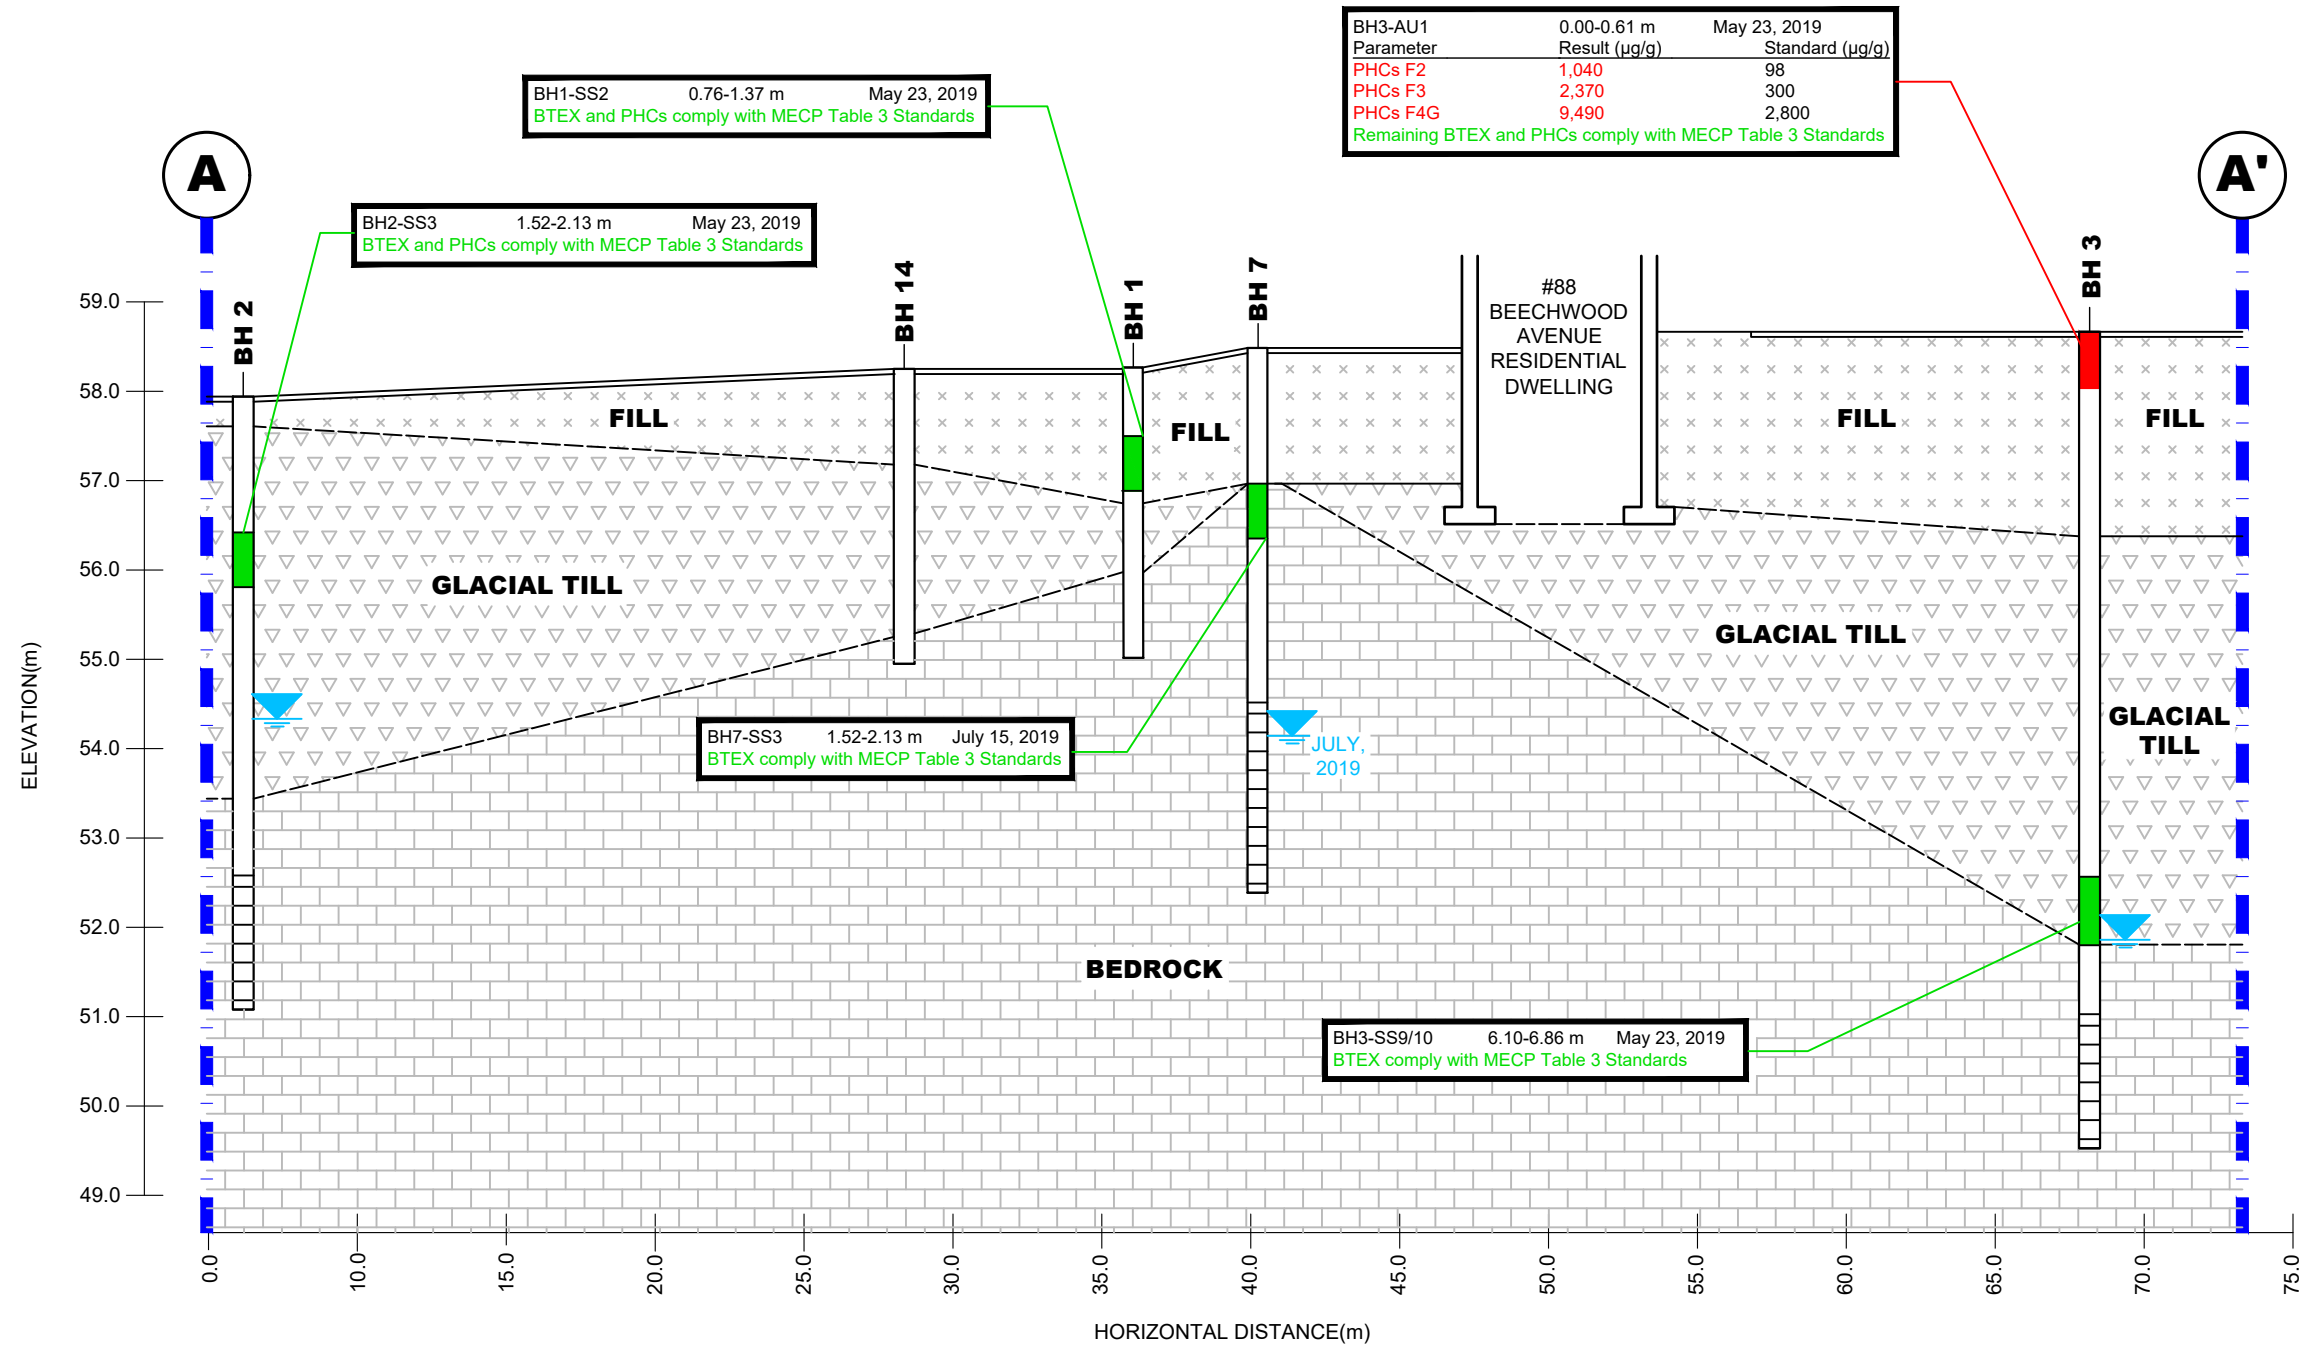 BH3-AU1 0.00-0.61 m May 23, 2019
Parameter Result (µg/g) Standard (µg/g)
PHCs F2 1,040 98
PHCs F3 2,370 300
PHCs F4G 9,490 2,800
Remaining BTEX and PHCs comply with MECP Table 3 Standards
BH1-SS2 0.76-1.37 m May 23, 2019
BTEX and PHCs comply with MECP Table 3 Standards
A
A'
BH2-SS3 1.52-2.13 m May 23, 2019
BTEX and PHCs comply with MECP Table 3 Standards
BH 2
BH 14
BH 1
BH 7
BH 3
#88
BEECHWOOD
AVENUE
RESIDENTIAL
DWELLING
59.0
58.0
57.0
56.0
55.0
54.0
53.0
52.0
51.0
50.0
49.0
ELEVATION(m)
FILL
FILL
FILL
FILL
GLACIAL TILL
GLACIAL TILL
GLACIAL
TILL
BH7-SS3 1.52-2.13 m July 15, 2019
BTEX comply with MECP Table 3 Standards
JULY,
2019
BEDROCK
BH3-SS9/10 6.10-6.86 m May 23, 2019
BTEX comply with MECP Table 3 Standards
0.0
10.0
15.0
20.0
25.0
30.0
35.0
40.0
45.0
50.0
55.0
60.0
65.0
70.0
75.0
HORIZONTAL DISTANCE(m)